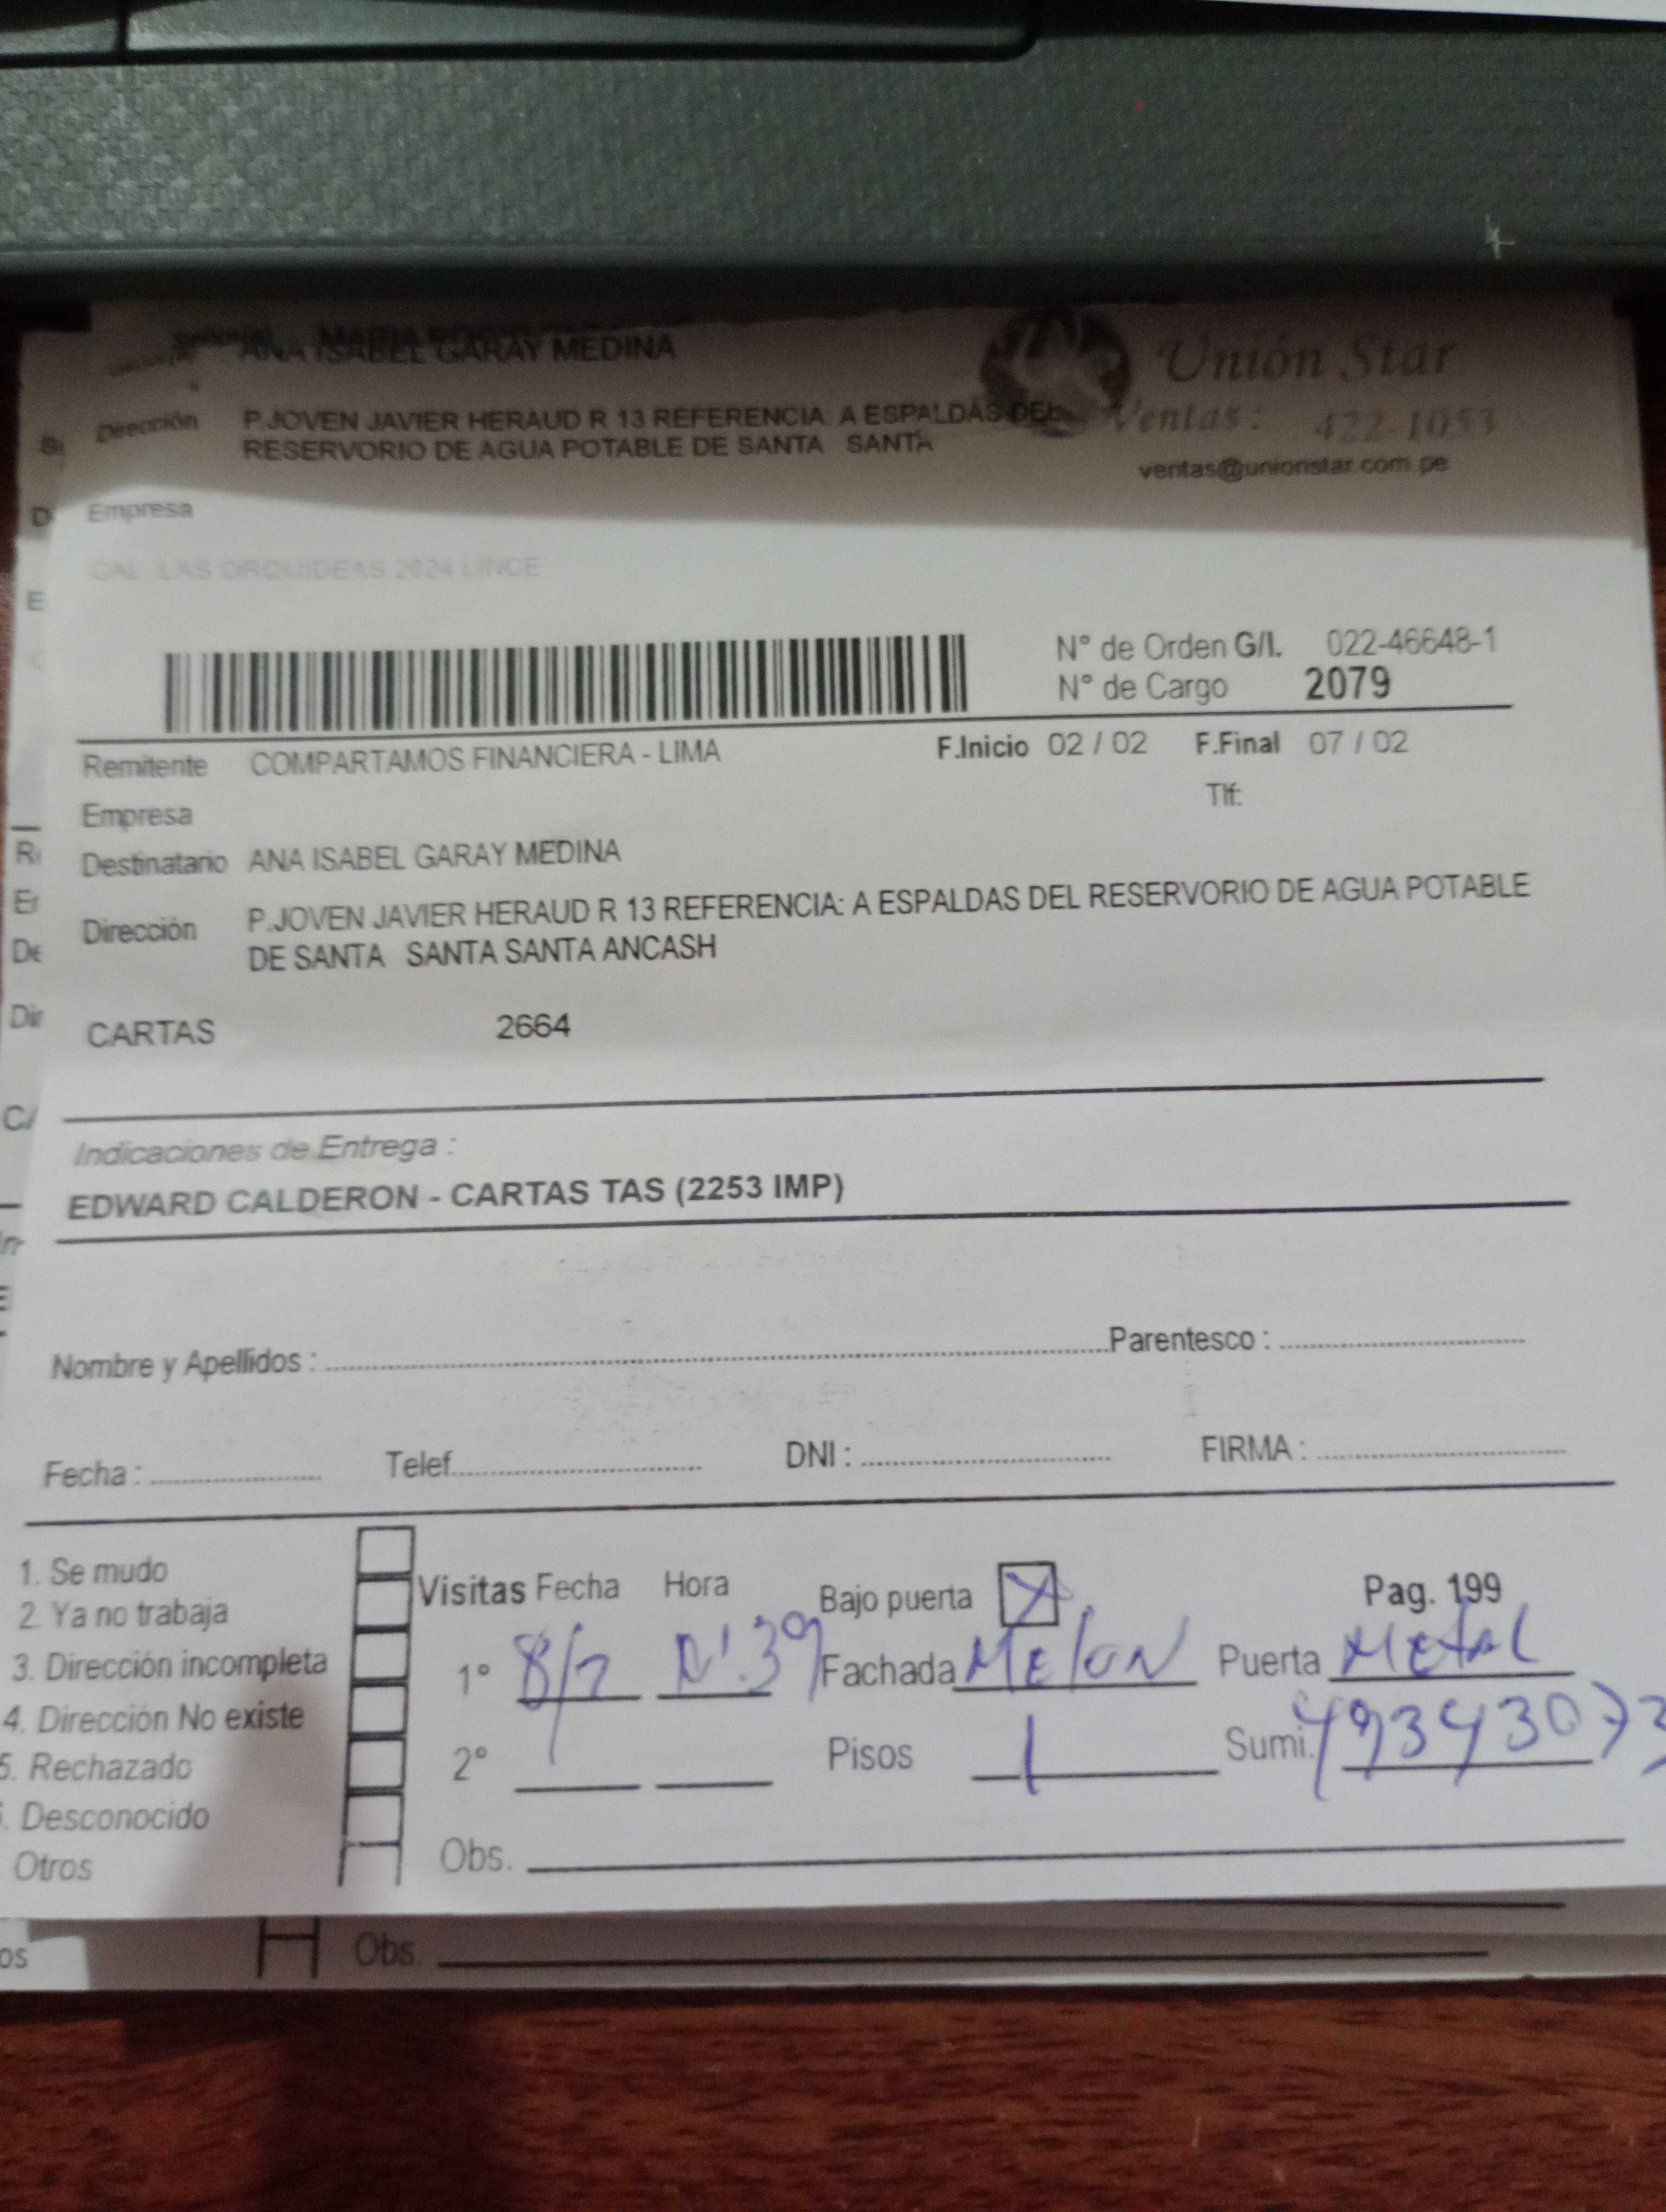 ANA ISABEL GARAY MEDINA
Unión Star
Dirección P.JOVEN JAVIER HERAUD R 13 REFERENCIA: A ESPALDAS DEL
RESERVORIO DE AGUA POTABLE DE SANTA SANTA
Ventas: 422-1053
ventas@unionstar.com.pe
Empresa
CAL. LAS ORQUIDEAS 2624 LINCE
N° de Orden G/I. 022-46648-1
N° de Cargo 2079
Remitente COMPARTAMOS FINANCIERA - LIMA F.Inicio 02 / 02 F.Final 07 / 02
Empresa Tlf:
Destinatario ANA ISABEL GARAY MEDINA
Dirección P.JOVEN JAVIER HERAUD R 13 REFERENCIA: A ESPALDAS DEL RESERVORIO DE AGUA POTABLE
DE SANTA SANTA SANTA ANCASH
CARTAS 2664
Indicaciones de Entrega :
EDWARD CALDERON - CARTAS TAS (2253 IMP)
Nombre y Apellidos : Parentesco :
Fecha : Telef. DNI : FIRMA :
1. Se mudo
2. Ya no trabaja
3. Dirección incompleta
4. Dirección No existe
5. Rechazado
. Desconocido
Otros
Visitas Fecha Hora Bajo puerta X Pag. 199
1° 8/2 Fachada Melon Puerta Metal
2° Pisos 1 Sumi. 49343073
Obs.
Obs.